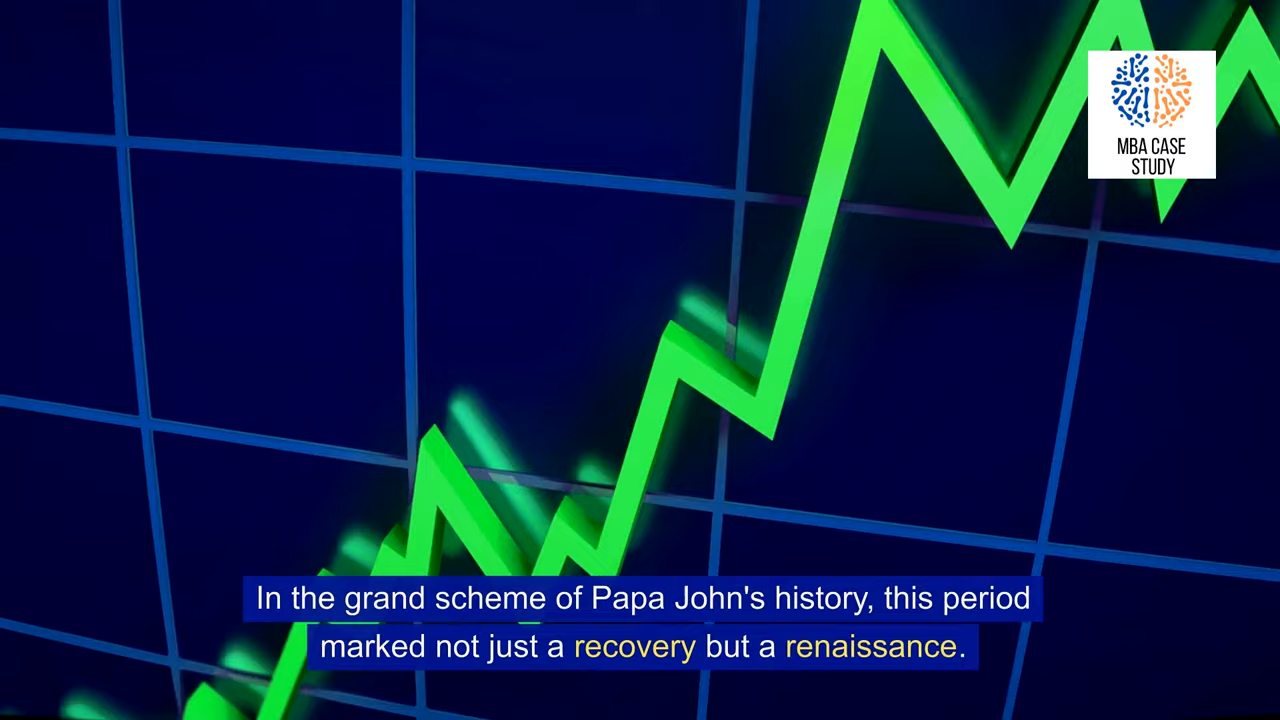 MBA CASE
STUDY
In the grand scheme of Papa John's history, this period
marked not just a recovery but a renaissance.